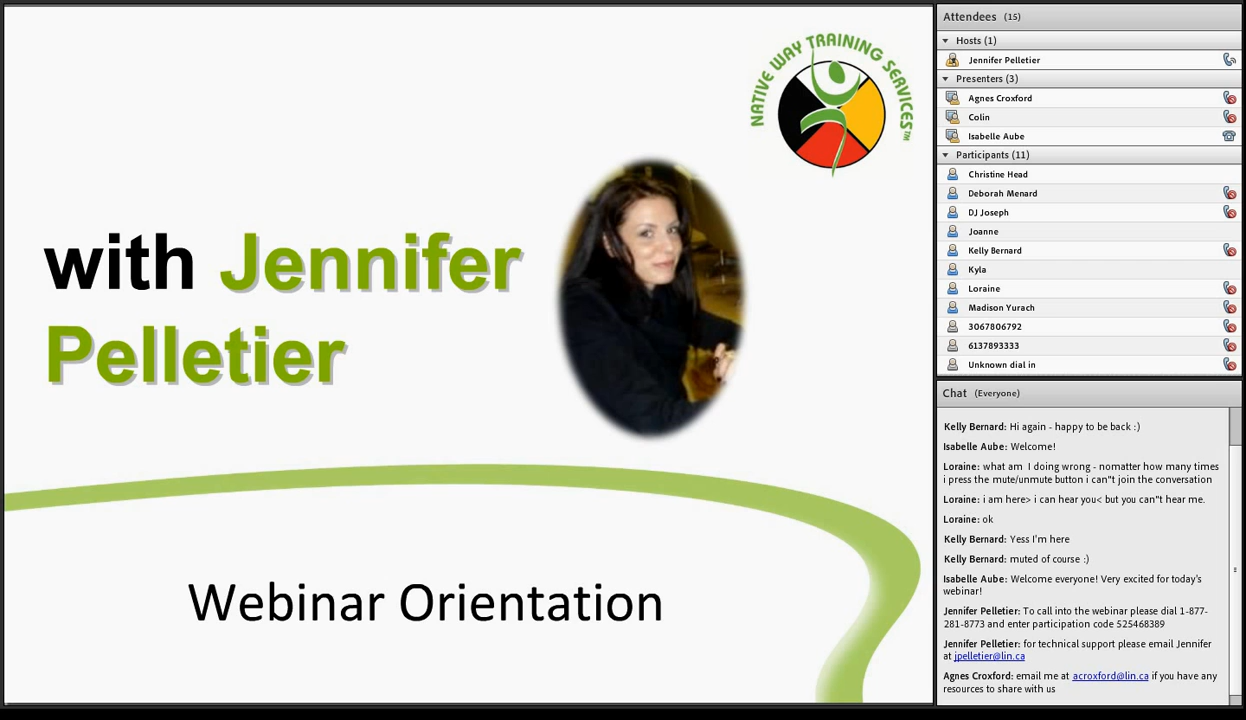 NATIVE WAY TRAINING SERVICES™
with Jennifer
Pelletier
Webinar Orientation
Attendees (15)
Hosts (1)
Jennifer Pelletier
Presenters (3)
Agnes Croxford
Colin
Isabelle Aube
Participants (11)
Christine Head
Deborah Menard
DJ Joseph
Joanne
Kelly Bernard
Kyla
Loraine
Madison Yurach
3067806792
6137893333
Unknown dial in
Chat (Everyone)
Kelly Bernard: Hi again - happy to be back :)
Isabelle Aube: Welcome!
Loraine: what am I doing wrong - nomatter how many times
i press the mute/unmute button i can"t join the conversation
Loraine: i am here> i can hear you< but you can"t hear me.
Loraine: ok
Kelly Bernard: Yess I'm here
Kelly Bernard: muted of course :)
Isabelle Aube: Welcome everyone! Very excited for today's
webinar!
Jennifer Pelletier: To call into the webinar please dial 1-877-
281-8773 and enter participation code 525468389
Jennifer Pelletier: for technical support please email Jennifer
at jpelletier@lin.ca
Agnes Croxford: email me at acroxford@lin.ca if you have any
resources to share with us